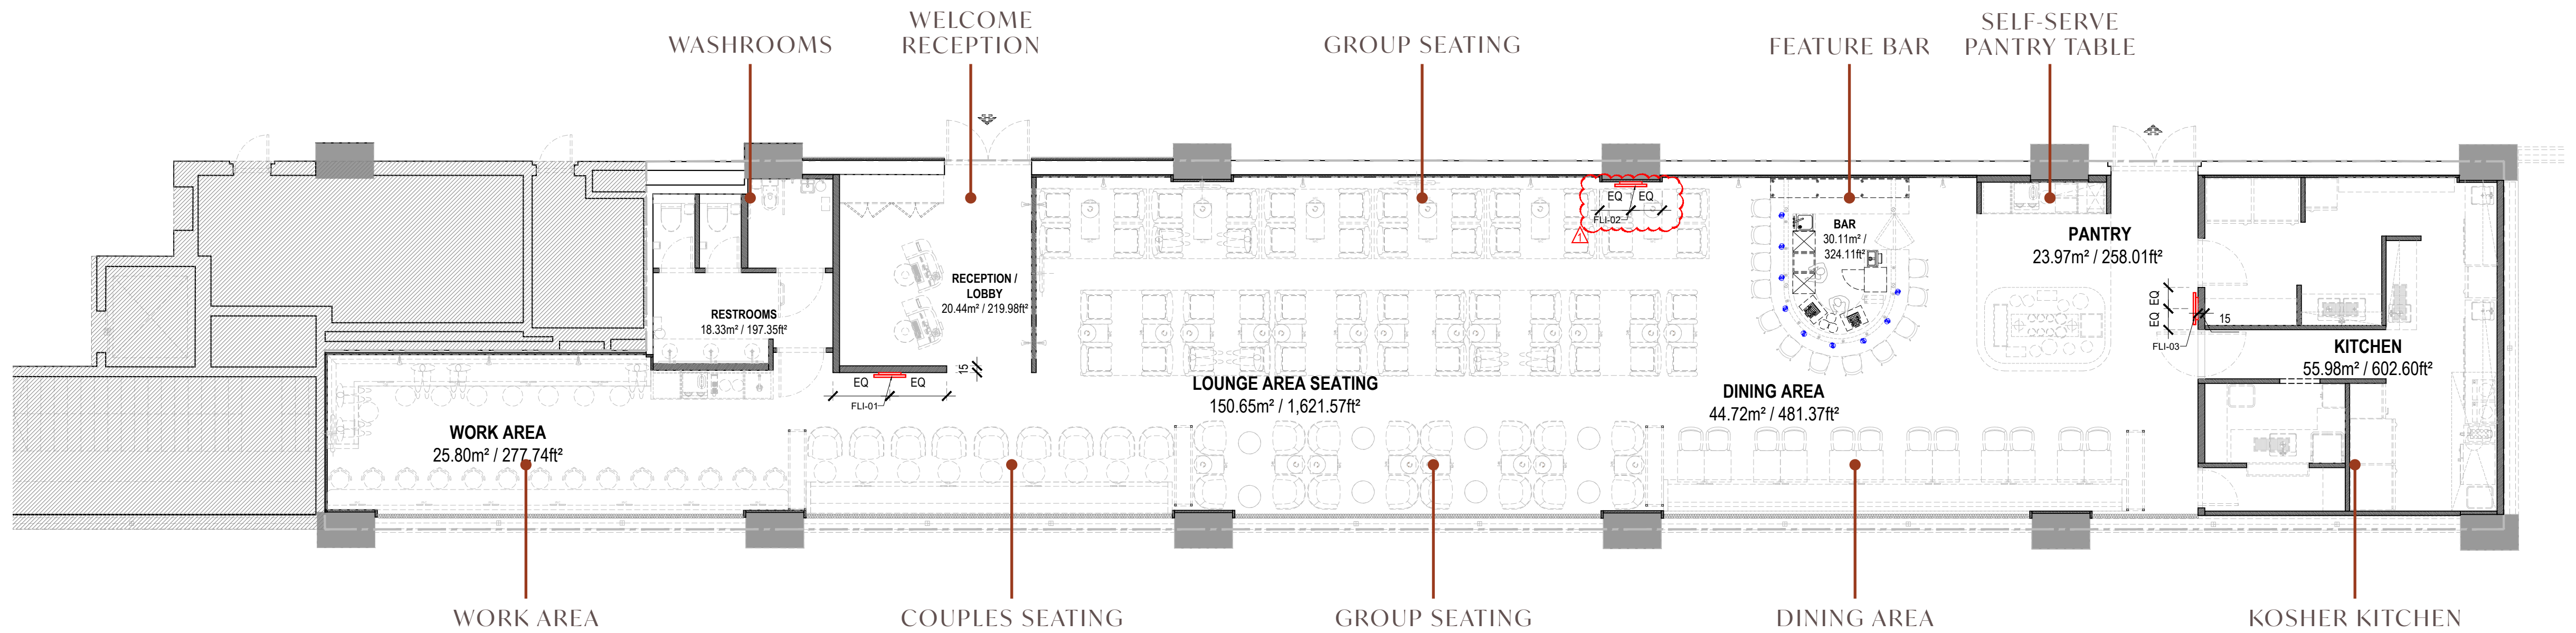 WASHROOMS
WELCOME
RECEPTION
GROUP SEATING
FEATURE BAR
SELF-SERVE
PANTRY TABLE
EQ EQ
FLI-02
1
BAR
30.11m² /
324.11ft²
PANTRY
23.97m² / 258.01ft²
RECEPTION /
LOBBY
20.44m² / 219.98ft²
RESTROOMS
18.33m² / 197.35ft²
EQ
EQ
15
FLI-03
KITCHEN
55.98m² / 602.60ft²
15
EQ EQ
FLI-01
LOUNGE AREA SEATING
150.65m² / 1,621.57ft²
DINING AREA
44.72m² / 481.37ft²
WORK AREA
25.80m² / 277.74ft²
WORK AREA
COUPLES SEATING
GROUP SEATING
DINING AREA
KOSHER KITCHEN